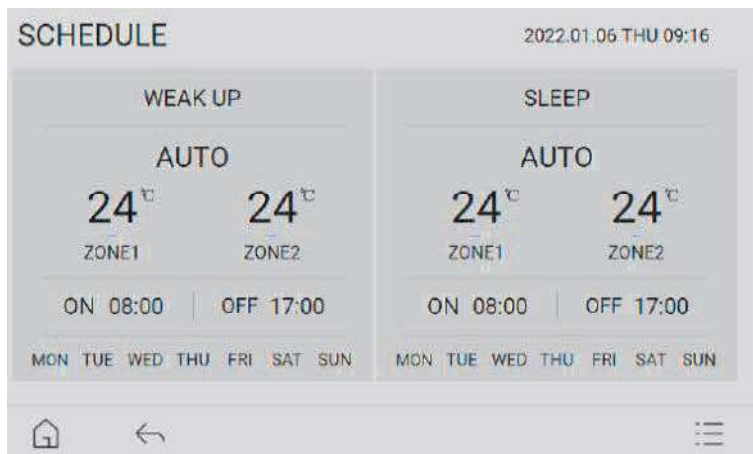 SCHEDULE
2022.01.06 THU 09:16
WEAK UP
AUTO
24℃ 24℃
ZONE1 ZONE2
ON 08:00 OFF 17:00
MON TUE WED THU FRI SAT SUN
SLEEP
AUTO
24℃ 24℃
ZONE1 ZONE2
ON 08:00 OFF 17:00
MON TUE WED THU FRI SAT SUN